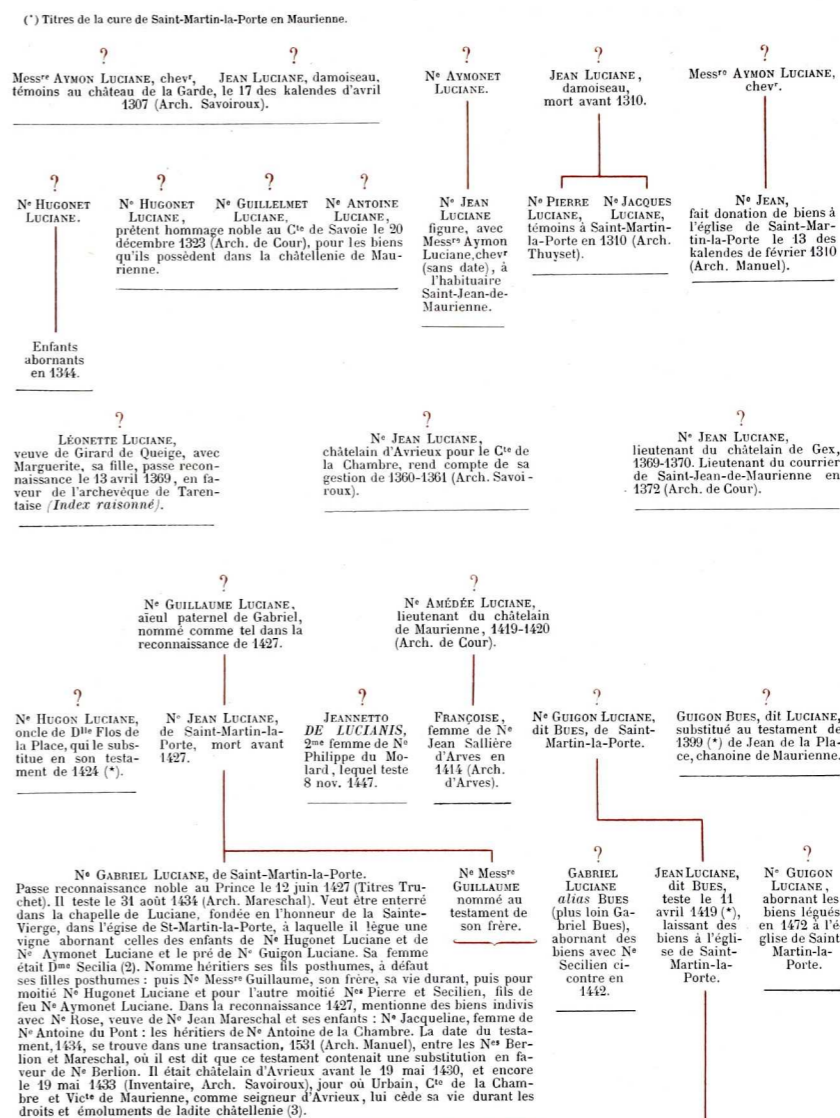 (*) Titres de la cure de Saint-Martin-la-Porte en Maurienne.
?
?
Messre AYMON LUCIANE, chevr, JEAN LUCIANE, damoiseau,
témoins au château de la Garde, le 17 des kalendes d'avril
1307 (Arch. Savoiroux).
?
Ne AYMONET
LUCIANE.
?
JEAN LUCIANE,
damoiseau,
mort avant 1310.
?
Messre AYMON LUCIANE,
chevr.
?
Ne HUGONET
LUCIANE.
?
?
?
Ne HUGONET Ne GUILLELMET Ne ANTOINE
LUCIANE, LUCIANE, LUCIANE,
prêtent hommage noble au Cte de Savoie le 20
décembre 1323 (Arch. de Cour), pour les biens
qu'ils possèdent dans la châtellenie de Mau-
rienne.
Ne JEAN
LUCIANE
figure, avec
Messre Aymon
Luciane, chevr
(sans date), à
l'habituaire
Saint-Jean-de-
Maurienne.
Ne PIERRE Ne JACQUES
LUCIANE, LUCIANE,
témoins à Saint-Martin-
la-Porte en 1310 (Arch.
Thuyset).
Ne JEAN,
fait donation de biens à
l'église de Saint-Mar-
tin-la-Porte le 13 des
kalendes de février 1310
(Arch. Manuel).
Enfants
abornants
en 1344.
?
LÉONETTE LUCIANE,
veuve de Girard de Queige, avec
Marguerite, sa fille, passe recon-
naissance le 13 avril 1369, en fa-
veur de l'archevêque de Taren-
taise (Index raisonné).
?
Ne JEAN LUCIANE,
châtelain d'Avrieux pour le Cte de
la Chambre, rend compte de sa
gestion de 1360-1361 (Arch. Savoi-
roux).
?
Ne JEAN LUCIANE,
lieutenant du châtelain de Gex,
1369-1370. Lieutenant du courrier
de Saint-Jean-de-Maurienne en
1372 (Arch. de Cour).
?
Ne GUILLAUME LUCIANE,
aïeul paternel de Gabriel,
nommé comme tel dans la
reconnaissance de 1427.
?
Ne AMÉDÉE LUCIANE,
lieutenant du châtelain
de Maurienne, 1419-1420
(Arch. de Cour).
?
Ne HUGON LUCIANE,
oncle de Dlle Flos de
la Place, qui le subs-
titue en son testa-
ment de 1424 (*).
Ne JEAN LUCIANE,
de Saint-Martin-la-
Porte, mort avant
1427.
?
JEANNETTO
DE LUCIANIS,
2me femme de Ne
Philippe du Mo-
lard, lequel teste
8 nov. 1447.
FRANÇOISE,
femme de Ne
Jean Sallière
d'Arves en
1414 (Arch.
d'Arves).
?
Ne GUIGON LUCIANE,
dit BUES, de Saint-
Martin-la-Porte.
?
GUIGON BUES, dit LUCIANE,
substitué au testament de
1399 (*) de Jean de la Pla-
ce, chanoine de Maurienne.
Ne GABRIEL LUCIANE, de Saint-Martin-la-Porte.
Passe reconnaissance noble au Prince le 12 juin 1427 (Titres Tru-
chet). Il teste le 31 août 1434 (Arch. Mareschal). Veut être enterré
dans la chapelle de Luciane, fondée en l'honneur de la Sainte-
Vierge, dans l'égise de St-Martin-la-Porte, à laquelle il lègue une
vigne abornant celles des enfants de Ne Hugonet Luciane et de
Ne Aymonet Luciane et le pré de Ne Guigon Luciane. Sa femme
était Dme Secilia (2). Nomme héritiers ses fils posthumes, à défaut
ses filles posthumes : puis Ne Messre Guillaume, son frère, sa vie durant, puis pour
moitié Ne Hugonet Luciane et pour l'autre moitié Nes Pierre et Secilien, fils de
feu Ne Aymonet Luciane. Dans la reconnaissance 1427, mentionne des biens indivis
avec Ne Rose, veuve de Ne Jean Mareschal et ses enfants : Ne Jacqueline, femme de
Ne Antoine du Pont : les héritiers de Ne Antoine de la Chambre. La date du testa-
ment, 1434, se trouve dans une transaction, 1531 (Arch. Manuel), entre les Nes Ber-
lion et Mareschal, où il est dit que ce testament contenait une substitution en fa-
veur de Ne Berlion. Il était châtelain d'Avrieux avant le 19 mai 1430, et encore
le 19 mai 1433 (Inventaire, Arch. Savoiroux), jour où Urbain, Cte de la Cham-
bre et Victe de Maurienne, comme seigneur d'Avrieux, lui cède sa vie durant les
droits et émoluments de ladite châtellenie (3).
Ne Messre
GUILLAUME
nommé au
testament de
son frère.
?
GABRIEL
LUCIANE
alias BUES
(plus loin Ga-
briel Bues),
abornant des
biens avec Ne
Secilien ci-
contre en
1442.
JEAN LUCIANE,
dit BUES,
teste le 11
avril 1419 (*),
laissant des
biens à l'égli-
se de Saint-
Martin-la-
Porte.
?
Ne GUIGON
LUCIANE,
abornant les
biens légués
en 1472 à l'é
glise de Saint
Martin-la-
Porte.